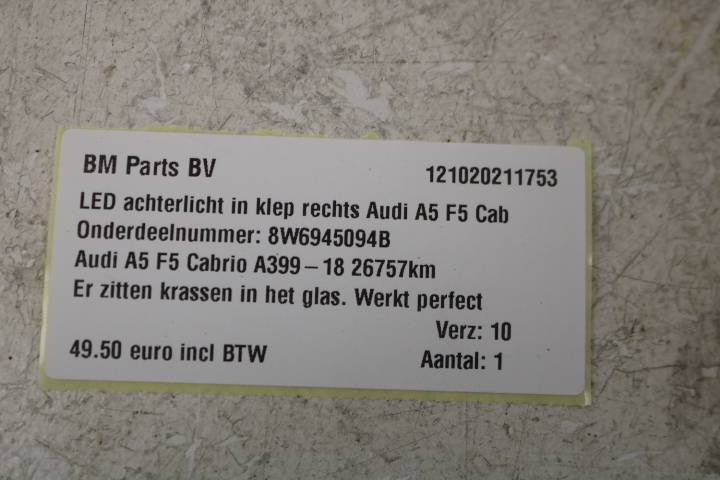 BM Parts BV 121020211753
LED achterlicht in klep rechts Audi A5 F5 Cab
Onderdeelnummer: 8W6945094B
Audi A5 F5 Cabrio A399 – 18 26757km
Er zitten krassen in het glas. Werkt perfect
Verz: 10
49.50 euro incl BTW Aantal: 1